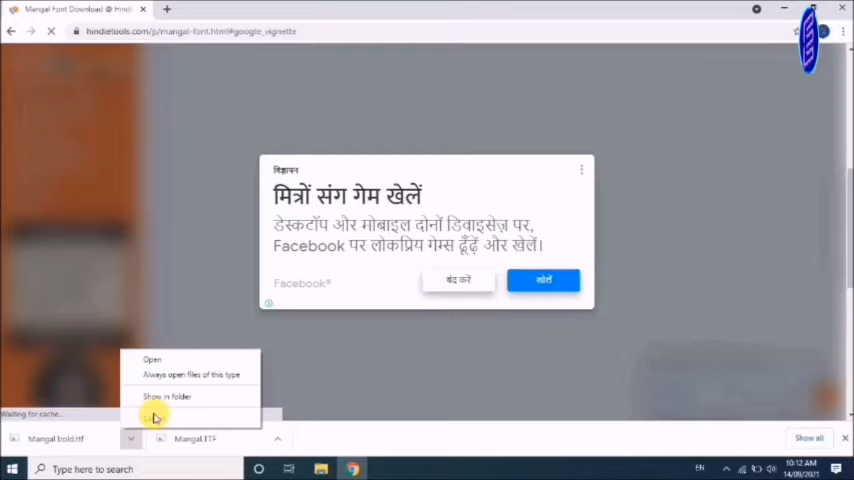 Mangal Font Download @ Hindi
hindietools.com/p/mangal-font.html#google_vignette
विज्ञापन
मित्रों संग गेम खेलें
डेस्कटॉप और मोबाइल दोनों डिवाइसेज़ पर,
Facebook पर लोकप्रिय गेम्स ढूँढ़ें और खेलें।
Facebook®
बंद करें
खोलें
Open
Always open files of this type
Show in folder
Waiting for cache...
Mangal bold.ttf
Mangal.TTF
Show all
Type here to search
EN
10:12 AM
14/09/2021